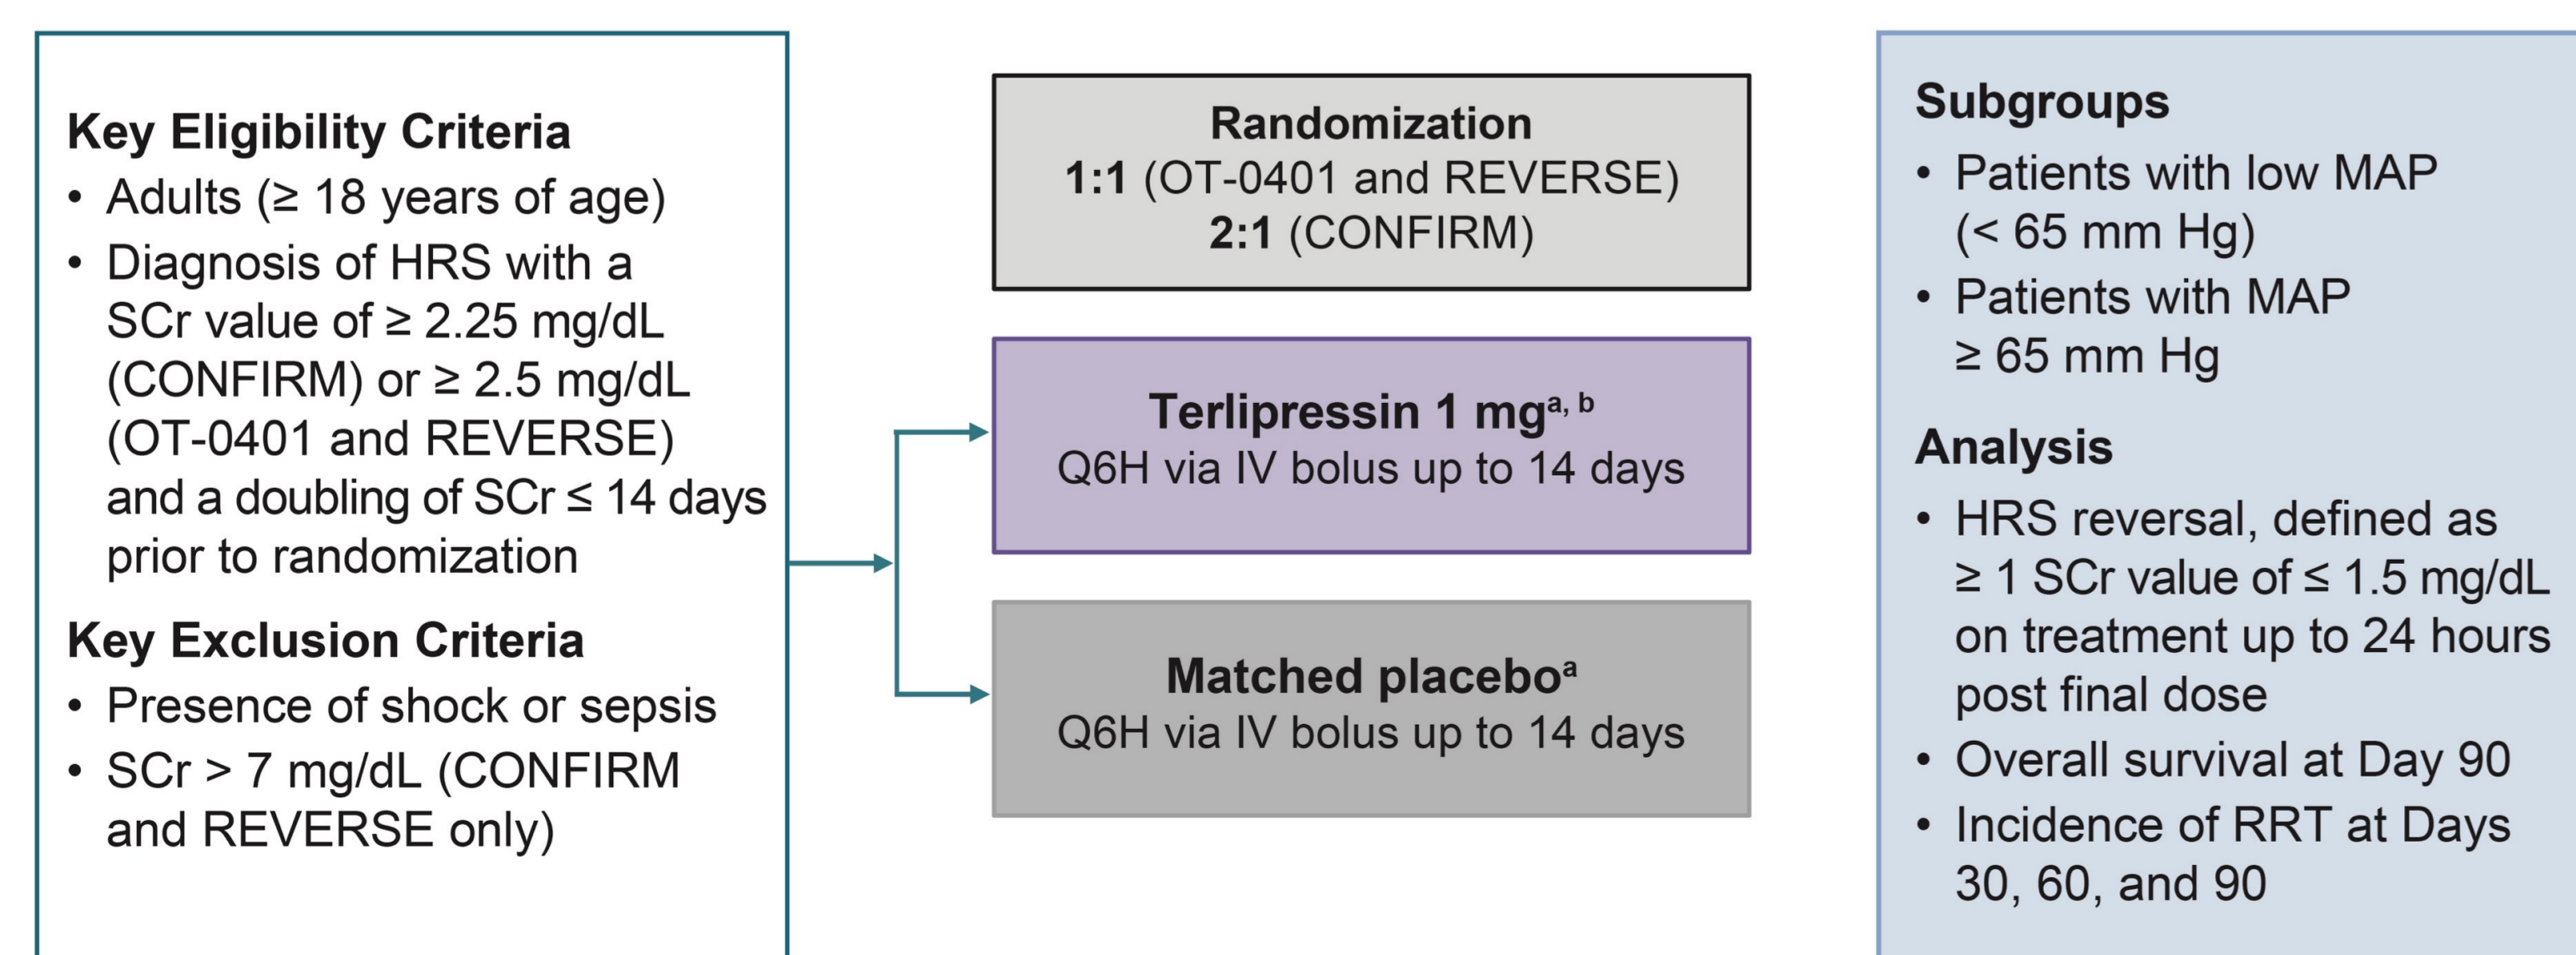 Key Eligibility Criteria
• Adults (≥ 18 years of age)
• Diagnosis of HRS with a
SCr value of ≥ 2.25 mg/dL
(CONFIRM) or ≥ 2.5 mg/dL
(OT-0401 and REVERSE)
and a doubling of SCr ≤ 14 days
prior to randomization
Key Exclusion Criteria
• Presence of shock or sepsis
• SCr > 7 mg/dL (CONFIRM
and REVERSE only)
Randomization
1:1 (OT-0401 and REVERSE)
2:1 (CONFIRM)
Terlipressin 1 mgᵃ, ᵇ
Q6H via IV bolus up to 14 days
Matched placeboᵃ
Q6H via IV bolus up to 14 days
Subgroups
• Patients with low MAP
(< 65 mm Hg)
• Patients with MAP
≥ 65 mm Hg
Analysis
• HRS reversal, defined as
≥ 1 SCr value of ≤ 1.5 mg/dL
on treatment up to 24 hours
post final dose
• Overall survival at Day 90
• Incidence of RRT at Days
30, 60, and 90